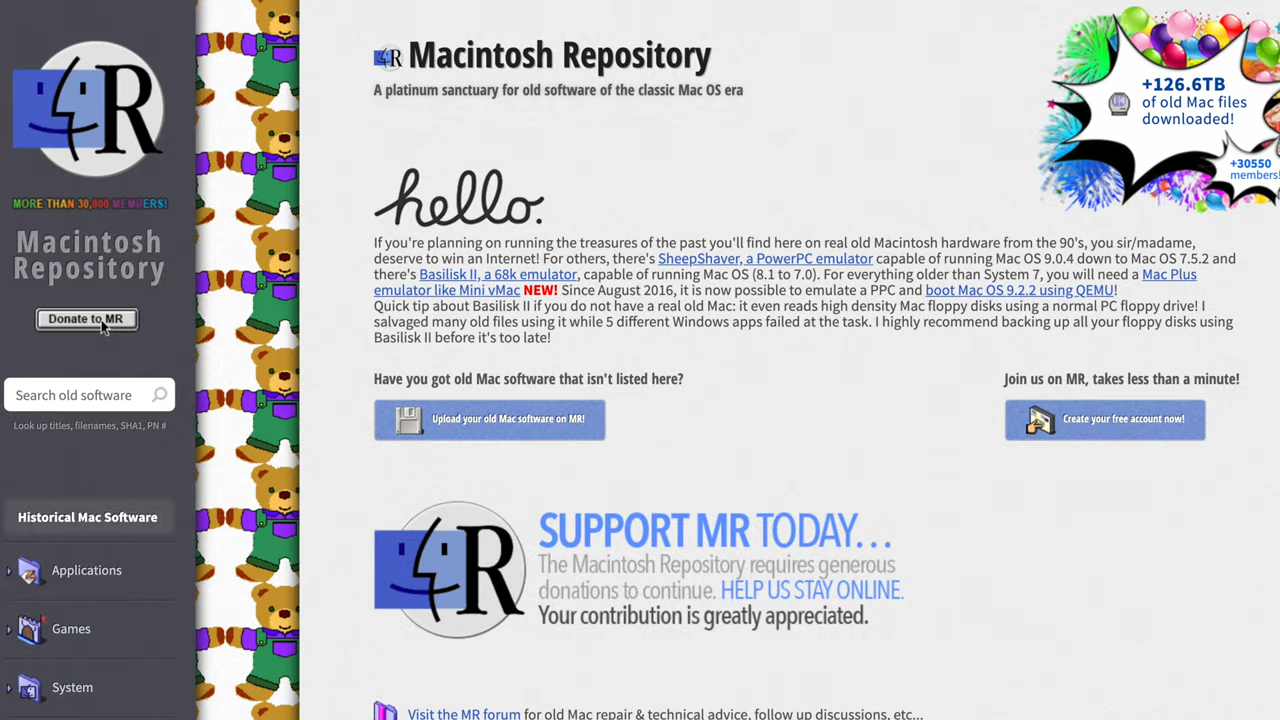 R
MORE THAN 30,000 MEMBERS!
Macintosh
Repository
Donate to MR
Search old software
Look up titles, filenames, SHA1, PN #
Historical Mac Software
Applications
Games
System
R Macintosh Repository
A platinum sanctuary for old software of the classic Mac OS era
+126.6TB
of old Mac files
downloaded!
+30550
members!
hello.
If you're planning on running the treasures of the past you'll find here on real old Macintosh hardware from the 90's, you sir/madame,
deserve to win an Internet! For others, there's SheepShaver, a PowerPC emulator capable of running Mac OS 9.0.4 down to Mac OS 7.5.2 and
there's Basilisk II, a 68k emulator, capable of running Mac OS (8.1 to 7.0). For everything older than System 7, you will need a Mac Plus
emulator like Mini vMac NEW! Since August 2016, it is now possible to emulate a PPC and boot Mac OS 9.2.2 using QEMU!
Quick tip about Basilisk II if you do not have a real old Mac: it even reads high density Mac floppy disks using a normal PC floppy drive! I
salvaged many old files using it while 5 different Windows apps failed at the task. I highly recommend backing up all your floppy disks using
Basilisk II before it's too late!
Have you got old Mac software that isn't listed here?
Upload your old Mac software on MR!
Join us on MR, takes less than a minute!
Create your free account now!
R
SUPPORT MR TODAY...
The Macintosh Repository requires generous
donations to continue. HELP US STAY ONLINE.
Your contribution is greatly appreciated.
Visit the MR forum for old Mac repair & technical advice, follow up discussions, etc...